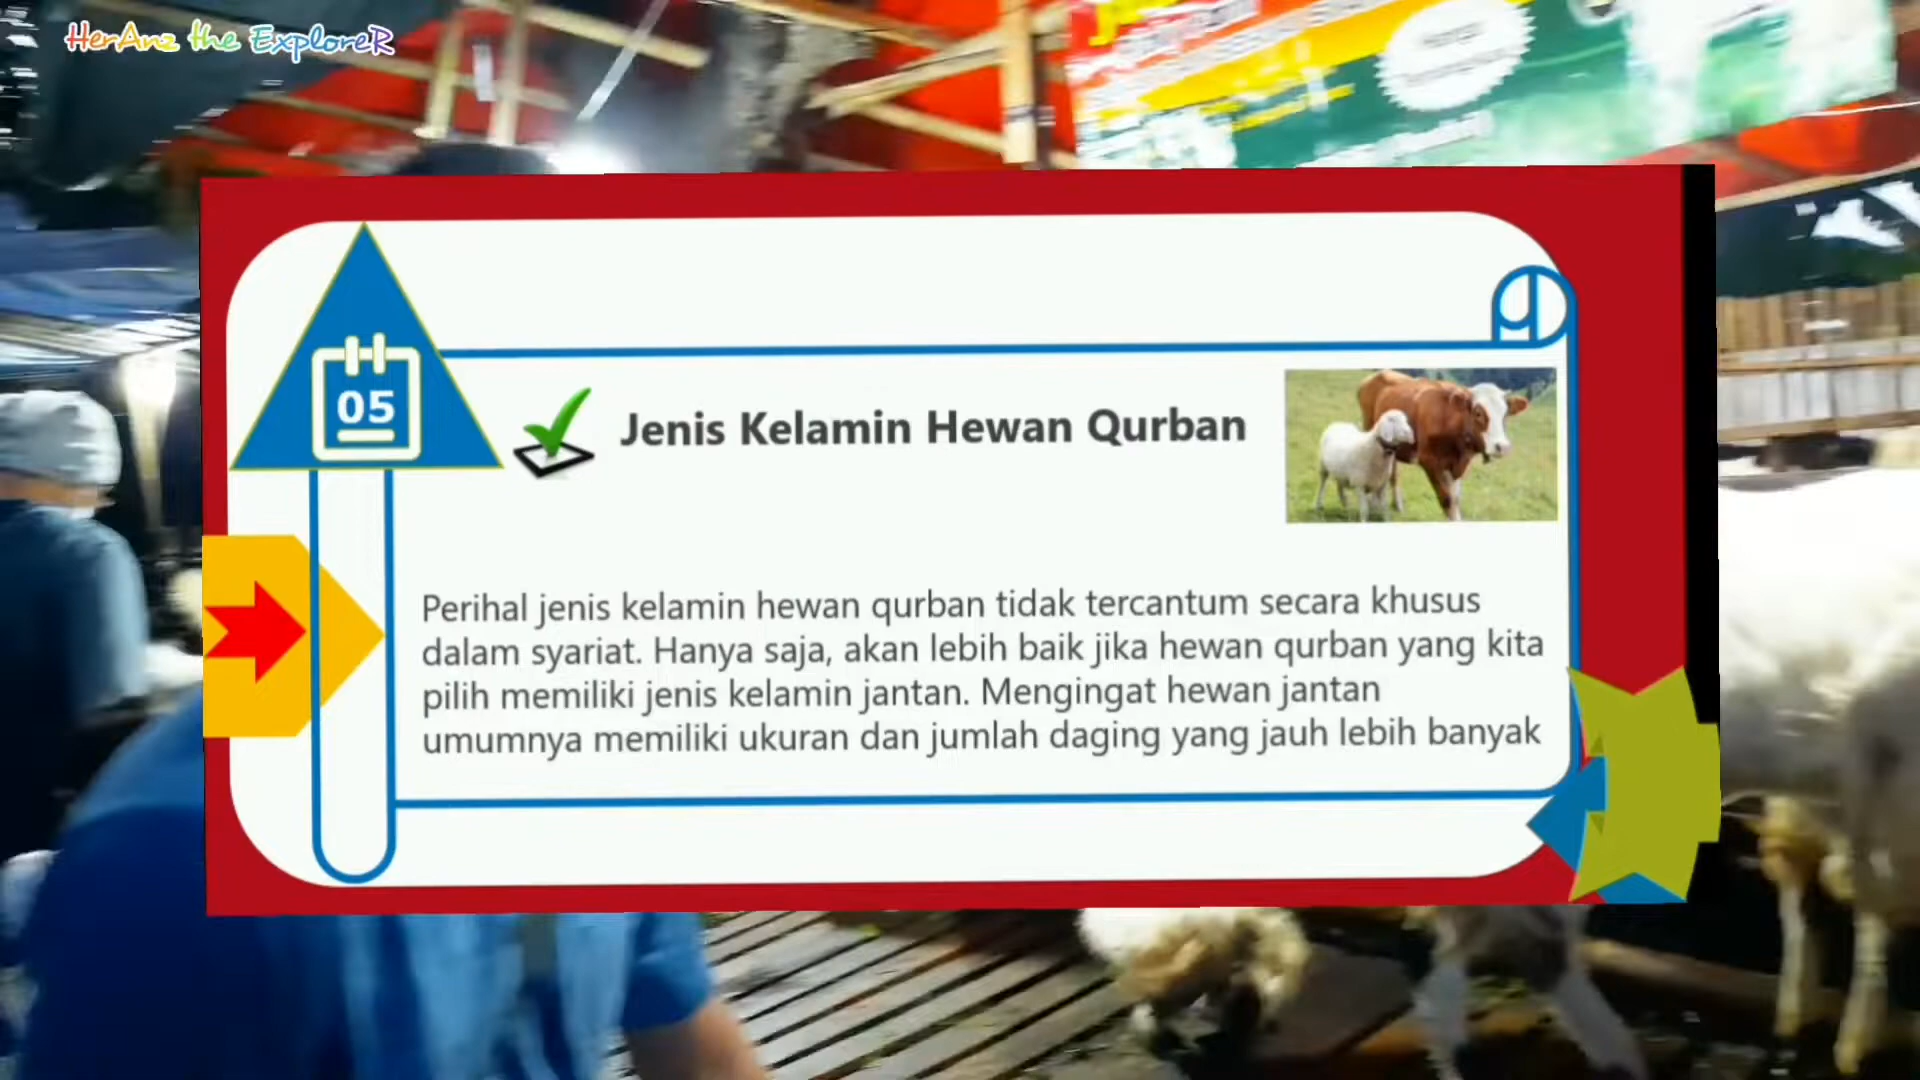 HerAnz the ExploreR
05
Jenis Kelamin Hewan Qurban
Perihal jenis kelamin hewan qurban tidak tercantum secara khusus
dalam syariat. Hanya saja, akan lebih baik jika hewan qurban yang kita
pilih memiliki jenis kelamin jantan. Mengingat hewan jantan
umumnya memiliki ukuran dan jumlah daging yang jauh lebih banyak